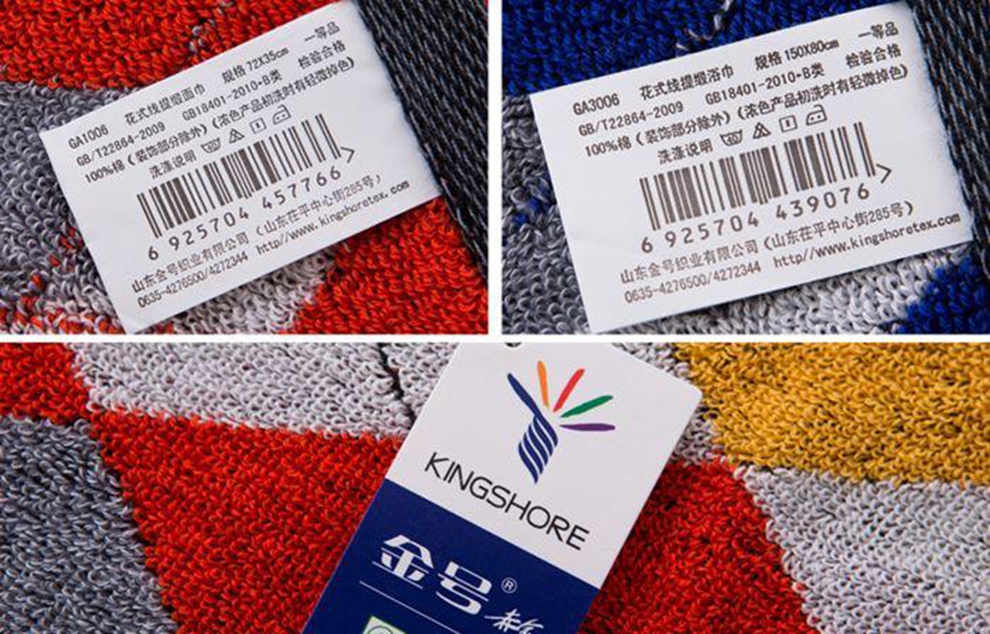 GA1006 花式线提缎面巾 规格 72X35cm 一等品
GB/T22864-2009 GB18401-2010·B类 检验合格
100%棉（装饰部分除外）（浓色产品初洗时有轻微掉色）
洗涤说明
6 925704 457766
山东金号织业有限公司（山东茌平中心街285号）
0635-4276500/4272344 http//www.kingshoretex.com
GA3006 花式线提缎浴巾 规格 150X80cm 一等品
GB/T22864-2009 GB18401-2010·B类 检验合格
100%棉（装饰部分除外）（浓色产品初洗时有轻微掉色）
洗涤说明
6 925704 439076
山东金号织业有限公司（山东茌平中心街285号）
0635-4276500/4272344 http//www.kingshoretex.com
KINGSHORE
金号®